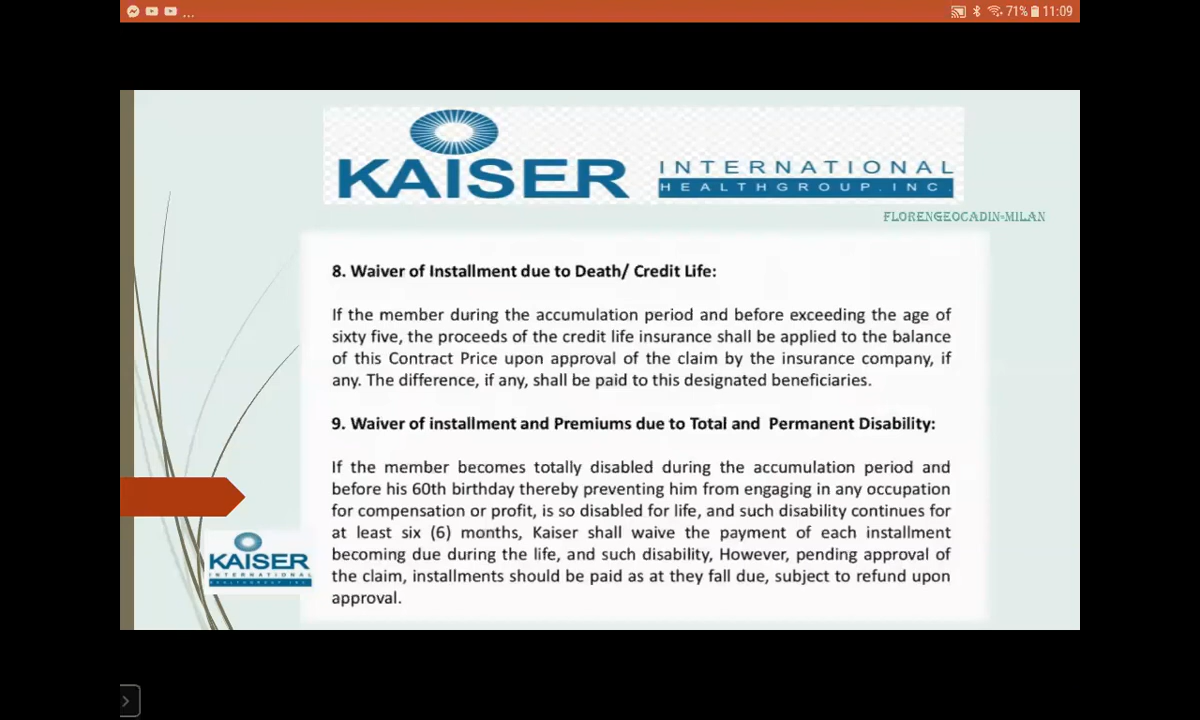 ... 71% 11:09
KAISER INTERNATIONAL
HEALTHGROUP. INC.
FLORENGEOCADIN-MILAN
8. Waiver of Installment due to Death/ Credit Life:
If the member during the accumulation period and before exceeding the age of
sixty five, the proceeds of the credit life insurance shall be applied to the balance
of this Contract Price upon approval of the claim by the insurance company, if
any. The difference, if any, shall be paid to this designated beneficiaries.
9. Waiver of installment and Premiums due to Total and Permanent Disability:
If the member becomes totally disabled during the accumulation period and
before his 60th birthday thereby preventing him from engaging in any occupation
for compensation or profit, is so disabled for life, and such disability continues for
at least six (6) months, Kaiser shall waive the payment of each installment
becoming due during the life, and such disability, However, pending approval of
the claim, installments should be paid as at they fall due, subject to refund upon
approval.
KAISER
INTERNATIONAL